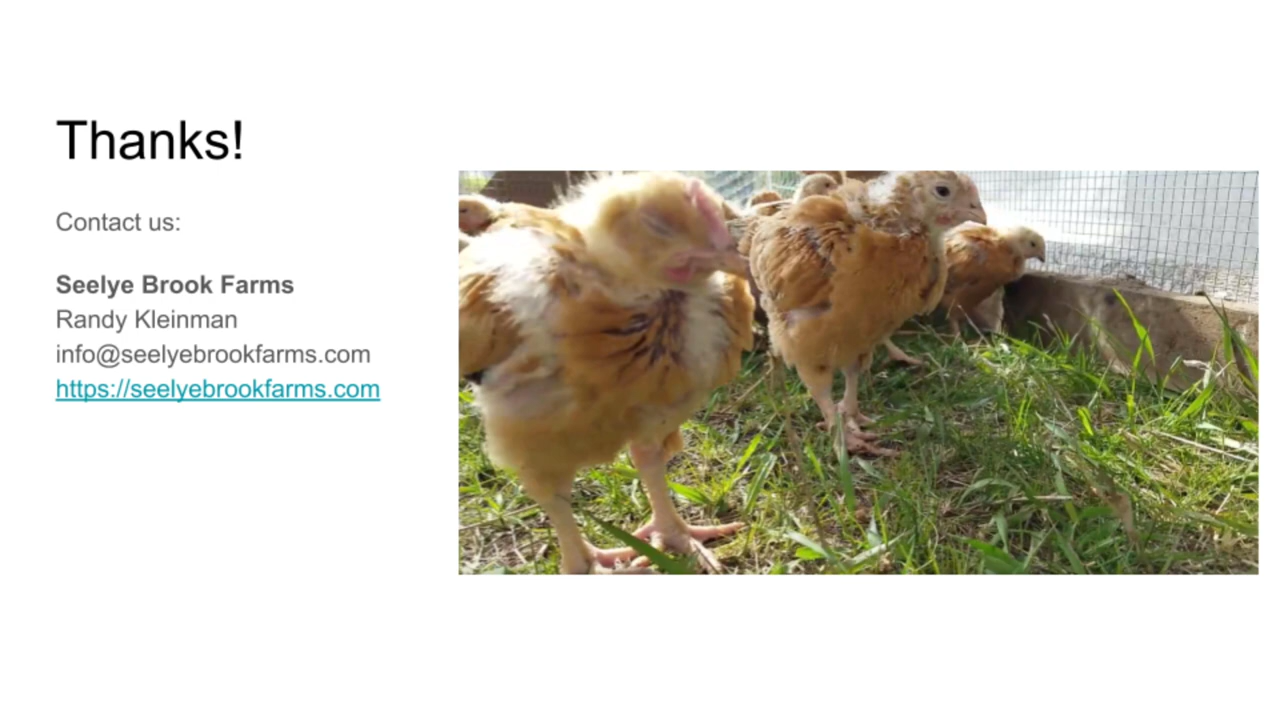 Thanks!
Contact us:
Seelye Brook Farms
Randy Kleinman
info@seelyebrookfarms.com
https://seelyebrookfarms.com